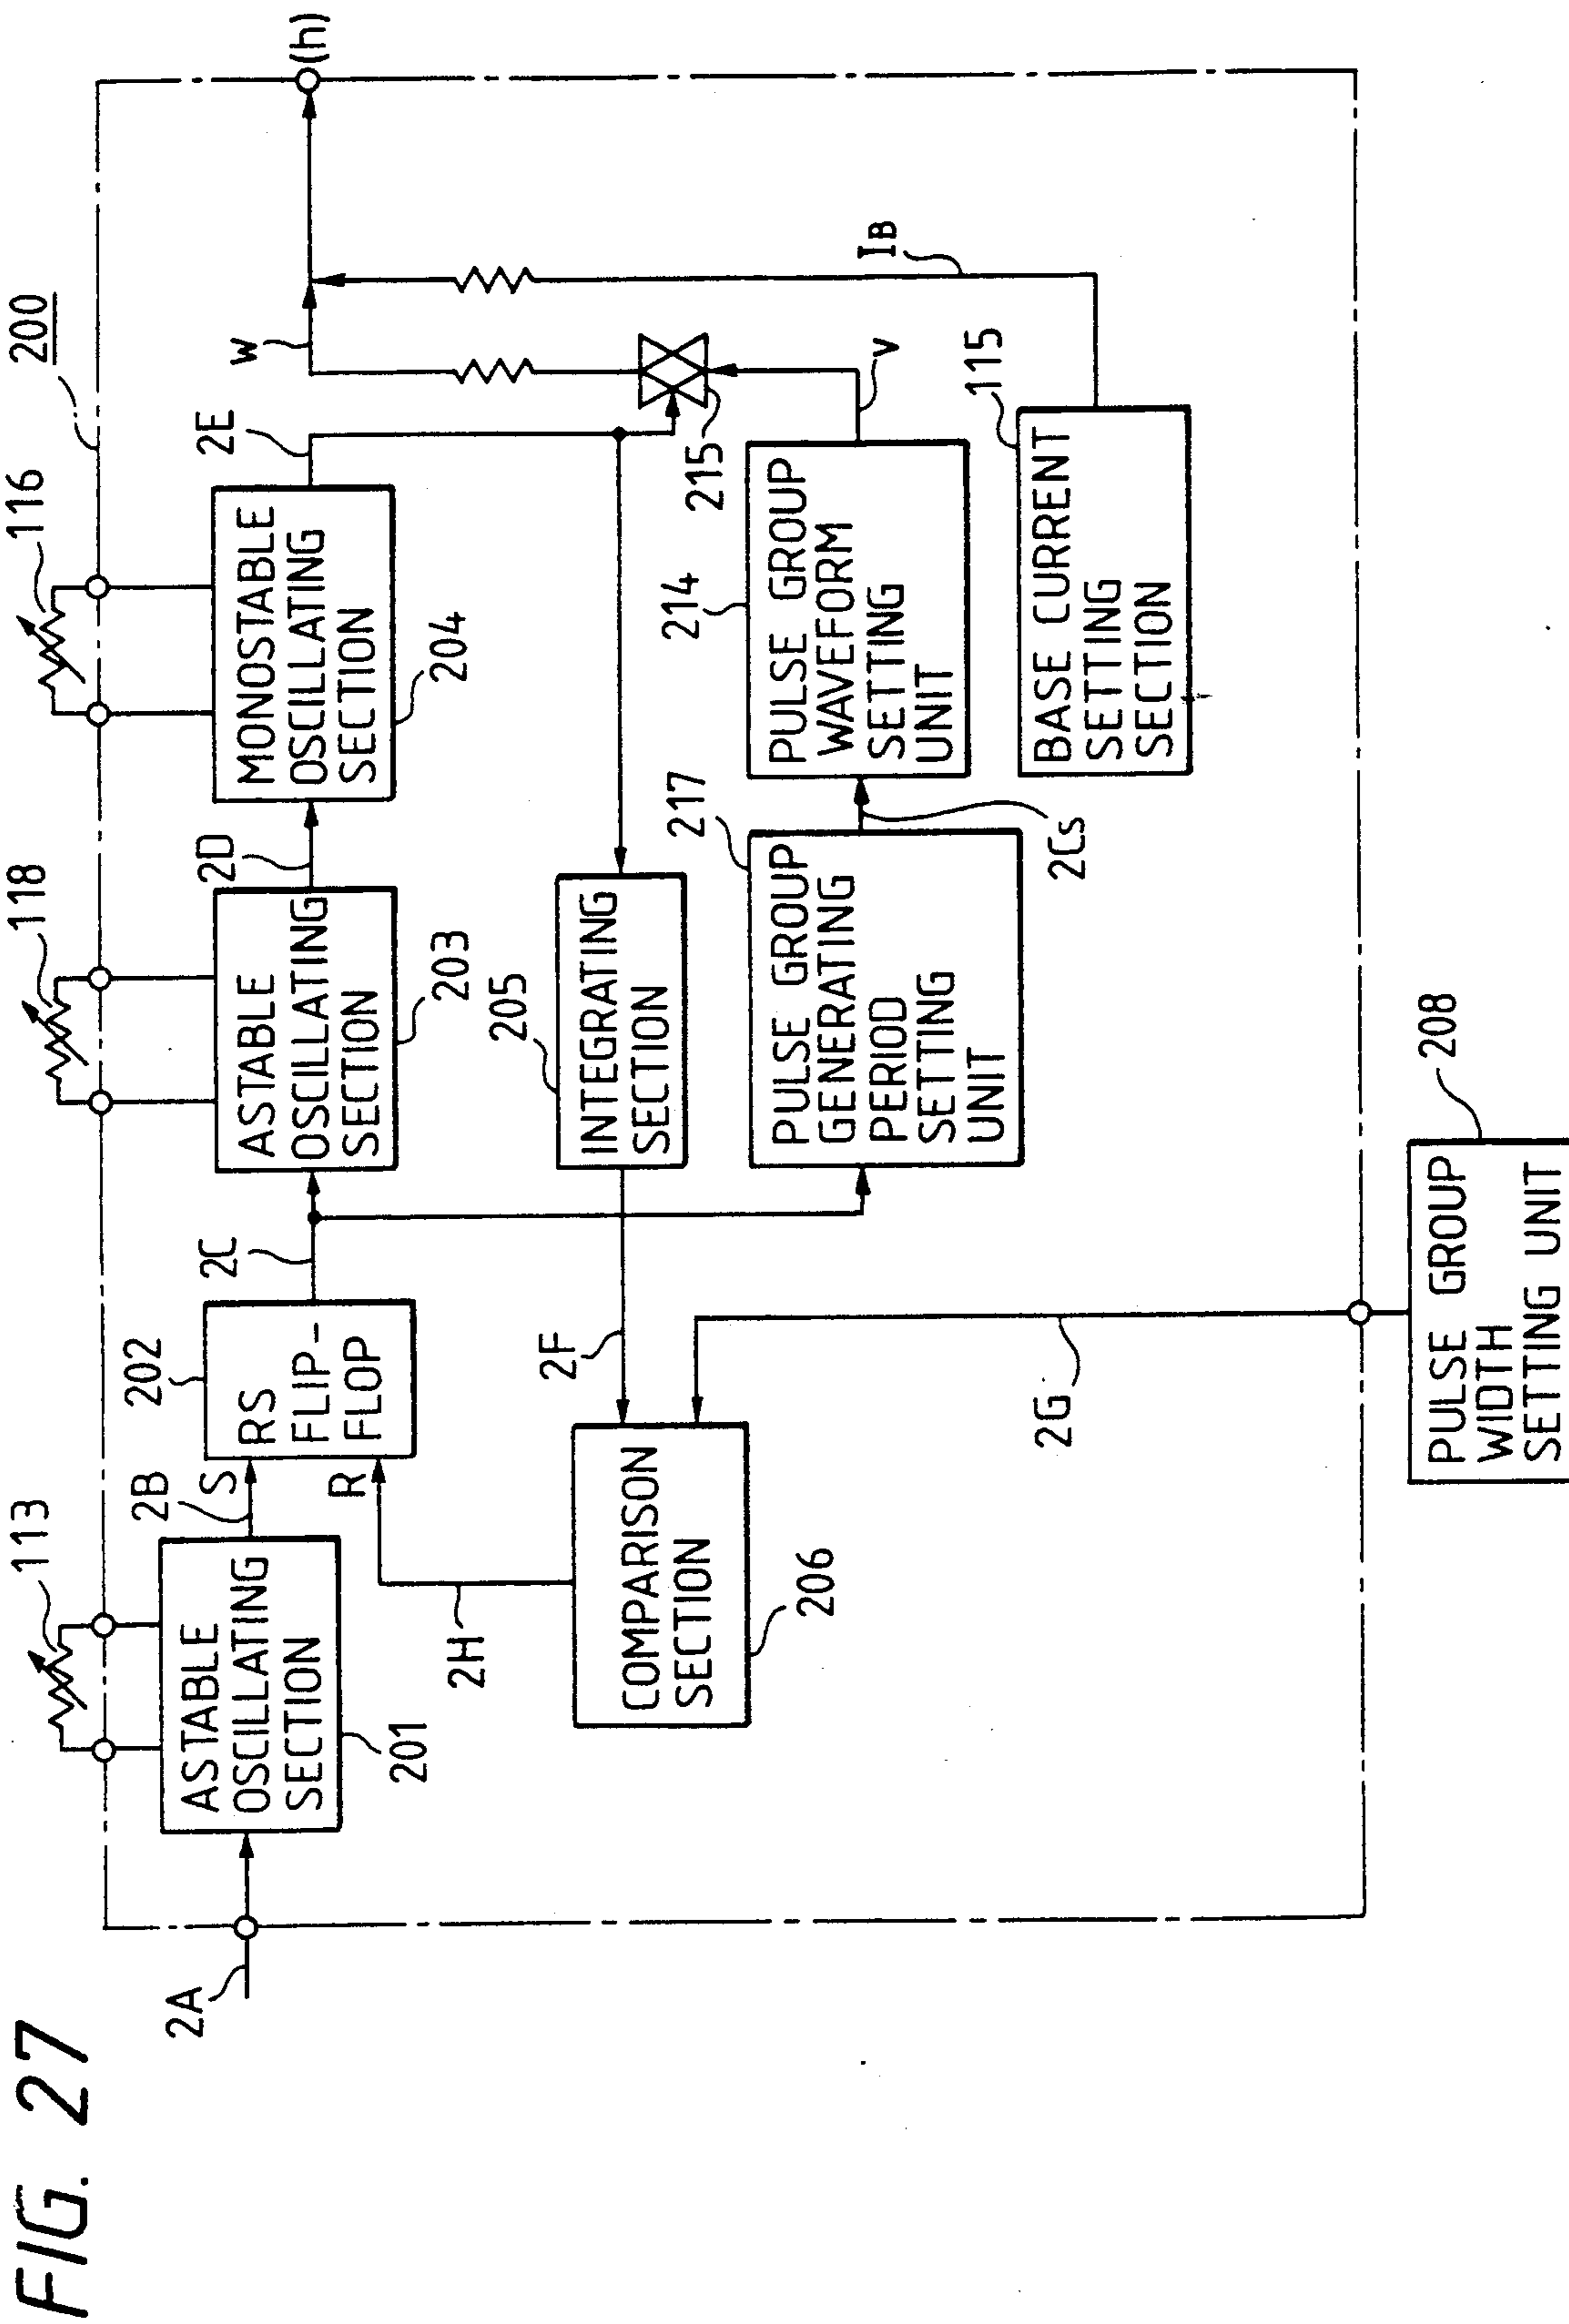 FIG. 27
200
113
118
116
2A
ASTABLE
OSCILLATING
SECTION
201
2B
S
R
202
RS
FLIP-
FLOP
2C
ASTABLE
OSCILLATING
SECTION
203
2D
MONOSTABLE
OSCILLATING
SECTION
204
2E
W
(h)
2H
COMPARISON
SECTION
206
2F
205
INTEGRATING
SECTION
215
217
PULSE GROUP
GENERATING
PERIOD
SETTING
UNIT
2Cs
214
PULSE GROUP
WAVEFORM
SETTING
UNIT
V
IB
115
BASE CURRENT
SETTING
SECTION
2G
208
PULSE GROUP
WIDTH
SETTING UNIT